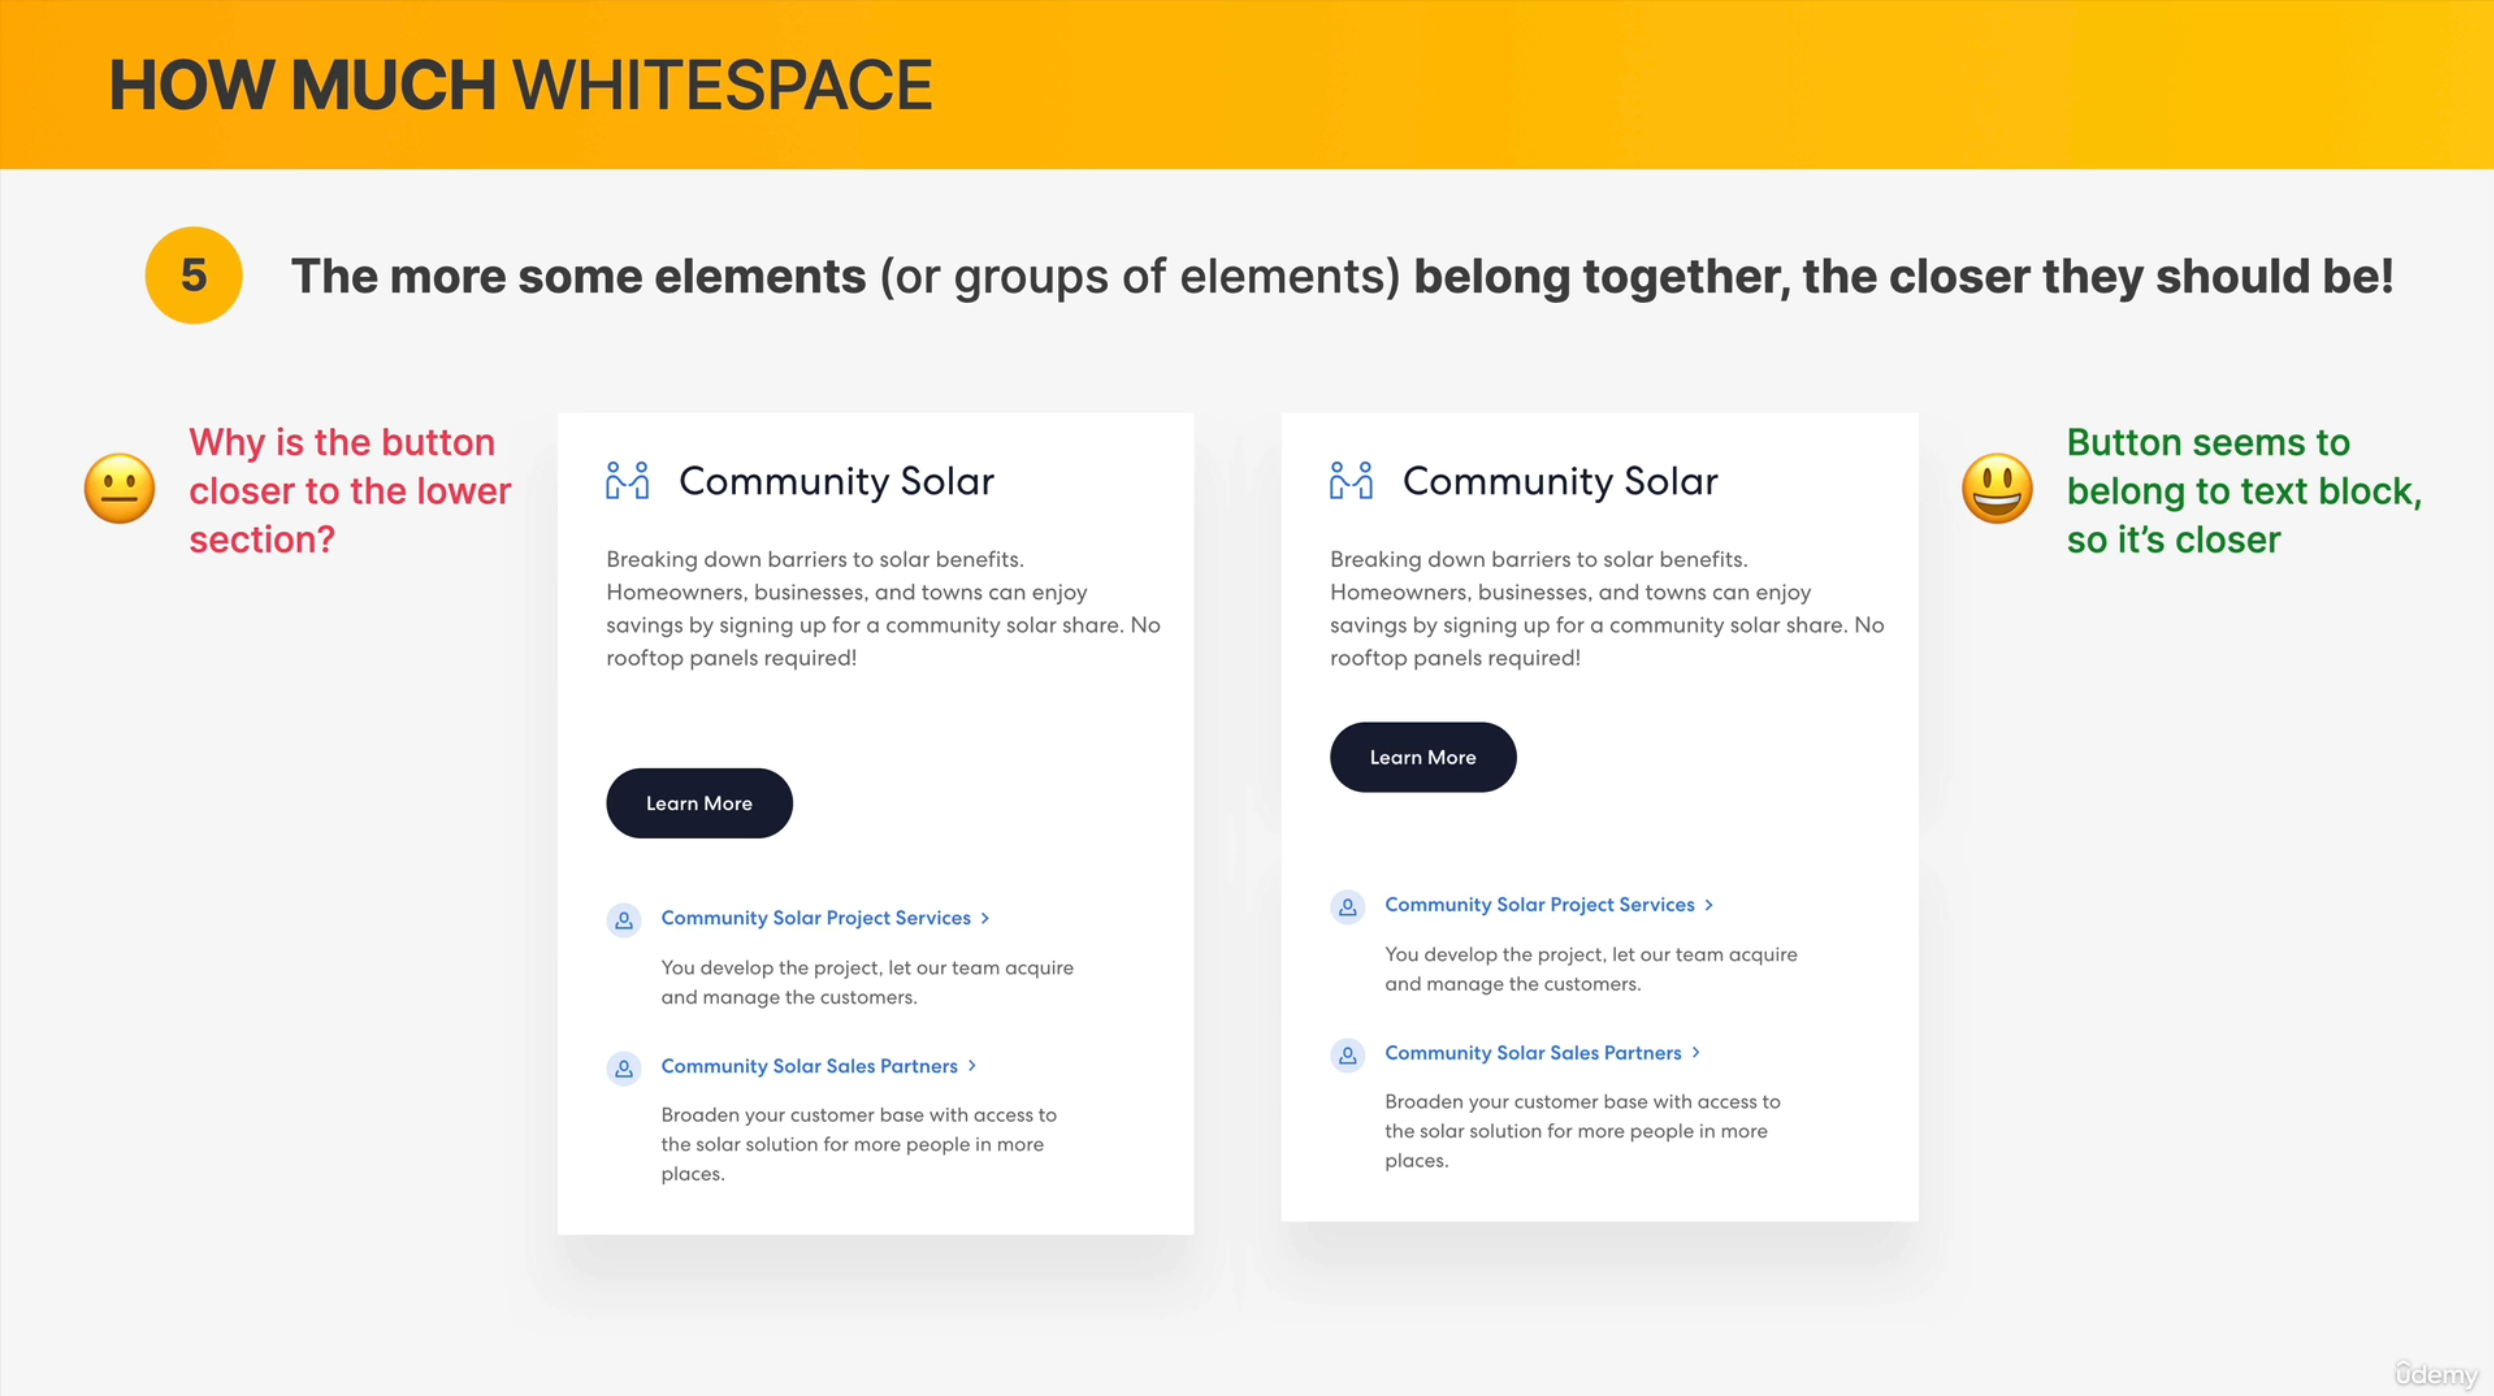 HOW MUCH WHITESPACE
5
The more some elements (or groups of elements) belong together, the closer they should be!
Why is the button
closer to the lower
section?
Community Solar
Breaking down barriers to solar benefits.
Homeowners, businesses, and towns can enjoy
savings by signing up for a community solar share. No
rooftop panels required!
Learn More
Community Solar Project Services >
You develop the project, let our team acquire
and manage the customers.
Community Solar Sales Partners >
Broaden your customer base with access to
the solar solution for more people in more
places.
Community Solar
Breaking down barriers to solar benefits.
Homeowners, businesses, and towns can enjoy
savings by signing up for a community solar share. No
rooftop panels required!
Learn More
Community Solar Project Services >
You develop the project, let our team acquire
and manage the customers.
Community Solar Sales Partners >
Broaden your customer base with access to
the solar solution for more people in more
places.
Button seems to
belong to text block,
so it's closer
ûdemy